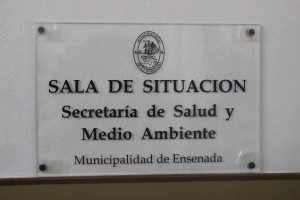 SALA DE SITUACION
Secretaría de Salud y
Medio Ambiente
Municipalidad de Ensenada